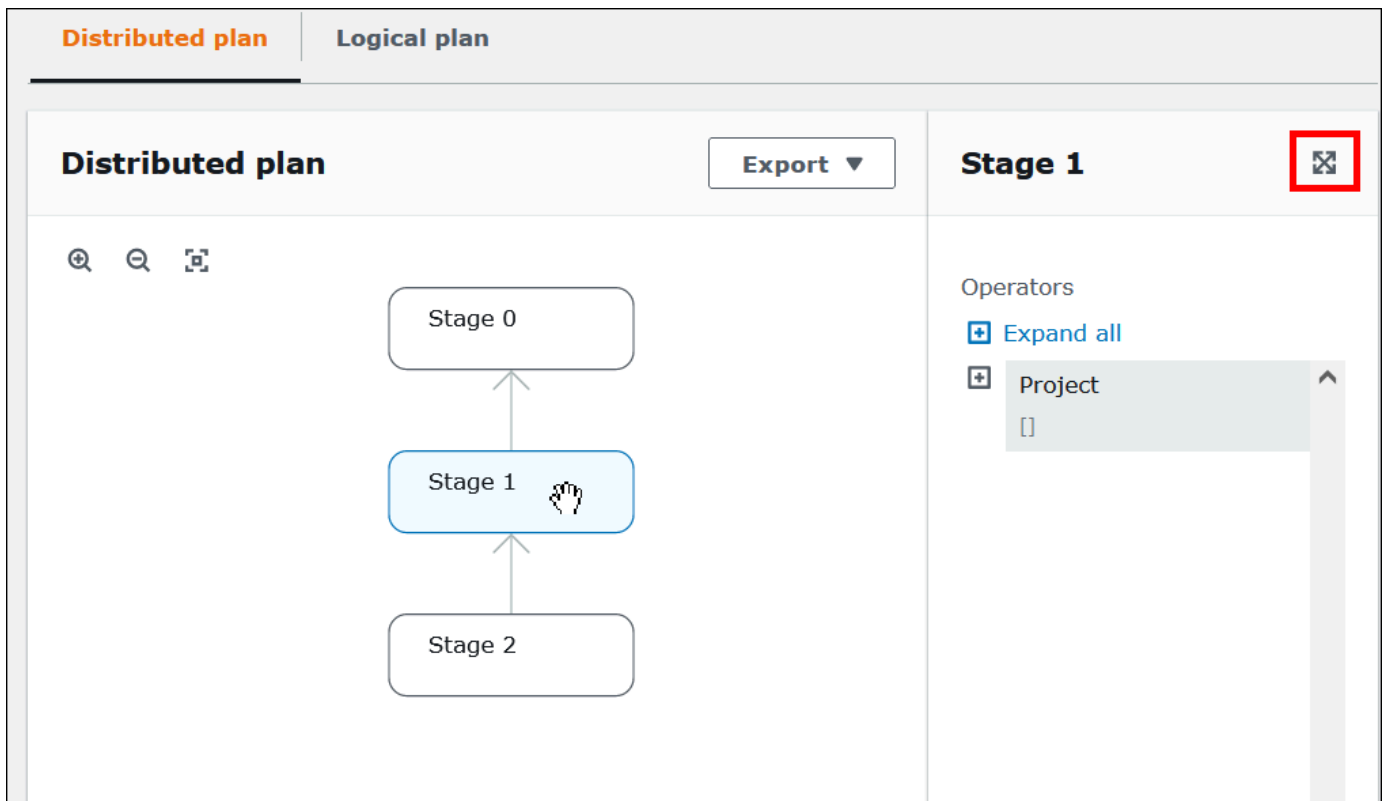 Distributed plan
Logical plan
Distributed plan
Export
Stage 0
Stage 1
Stage 2
Stage 1
Operators
Expand all
Project
[]